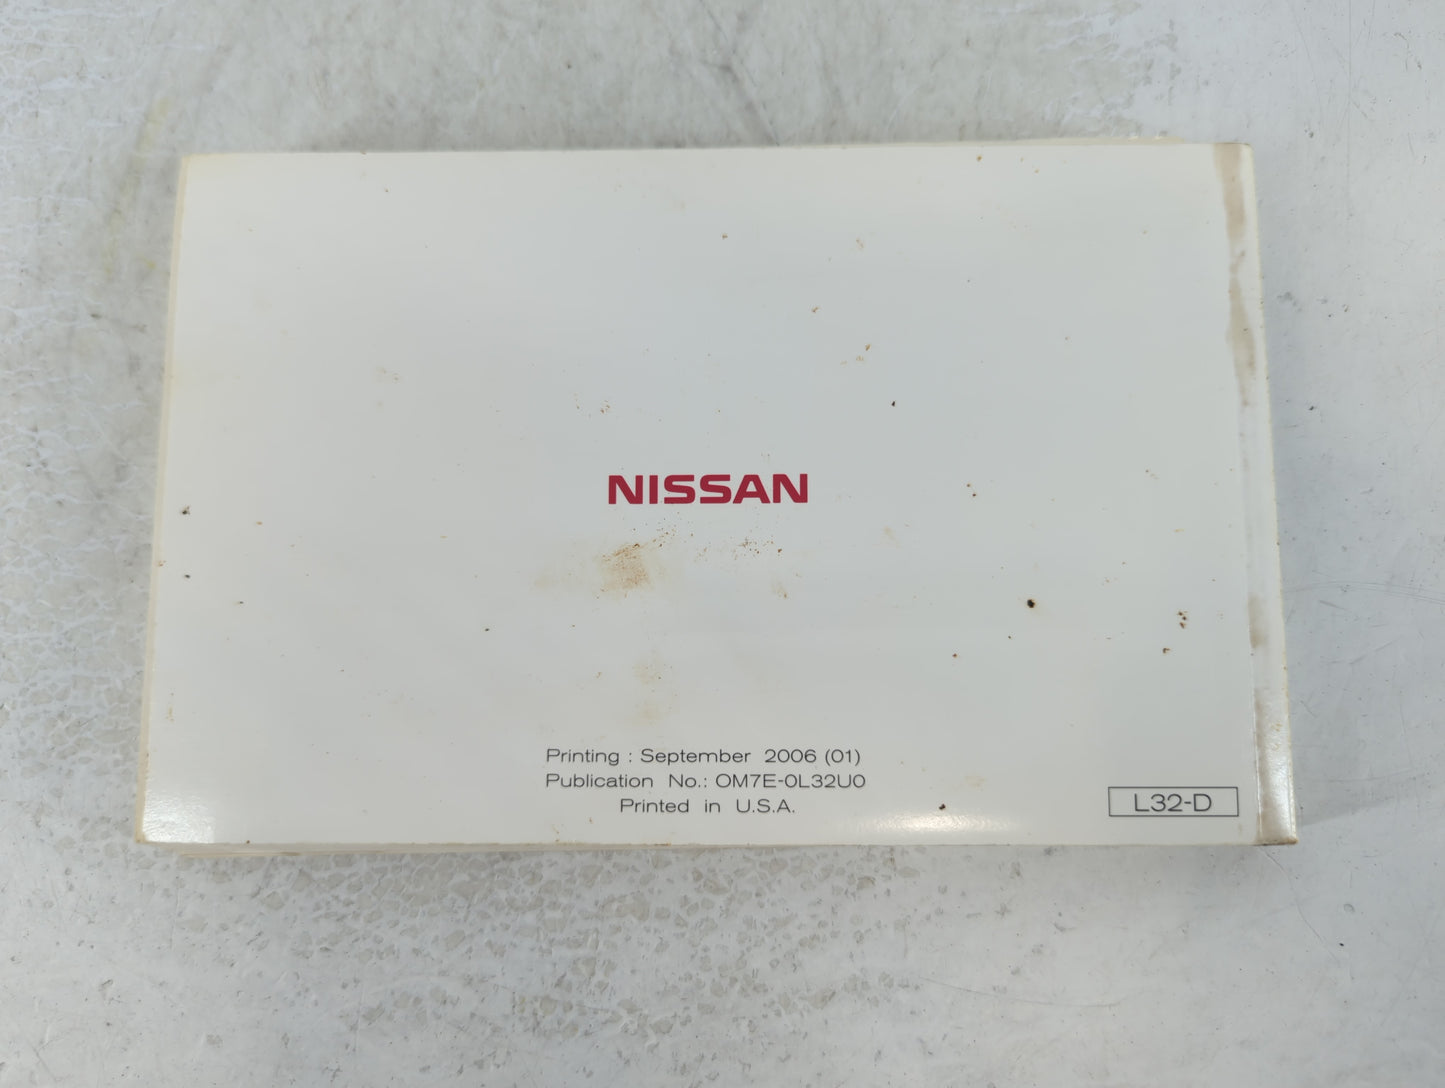 NISSAN
Printing : September 2006 (01)
Publication No.: OM7E-0L32U0
Printed in U.S.A.
L32-D